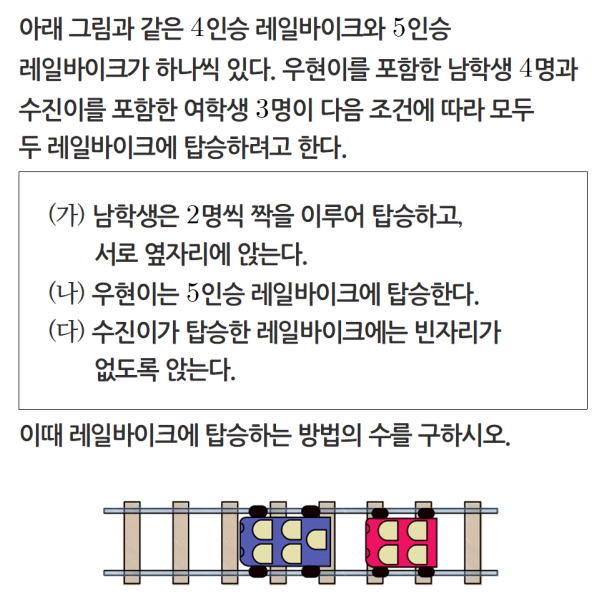 아래 그림과 같은 4인승 레일바이크와 5인승
레일바이크가 하나씩 있다. 우현이를 포함한 남학생 4명과
수진이를 포함한 여학생 3명이 다음 조건에 따라 모두
두 레일바이크에 탑승하려고 한다.
(가) 남학생은 2명씩 짝을 이루어 탑승하고,
서로 옆자리에 앉는다.
(나) 우현이는 5인승 레일바이크에 탑승한다.
(다) 수진이가 탑승한 레일바이크에는 빈자리가
없도록 앉는다.
이때 레일바이크에 탑승하는 방법의 수를 구하시오.